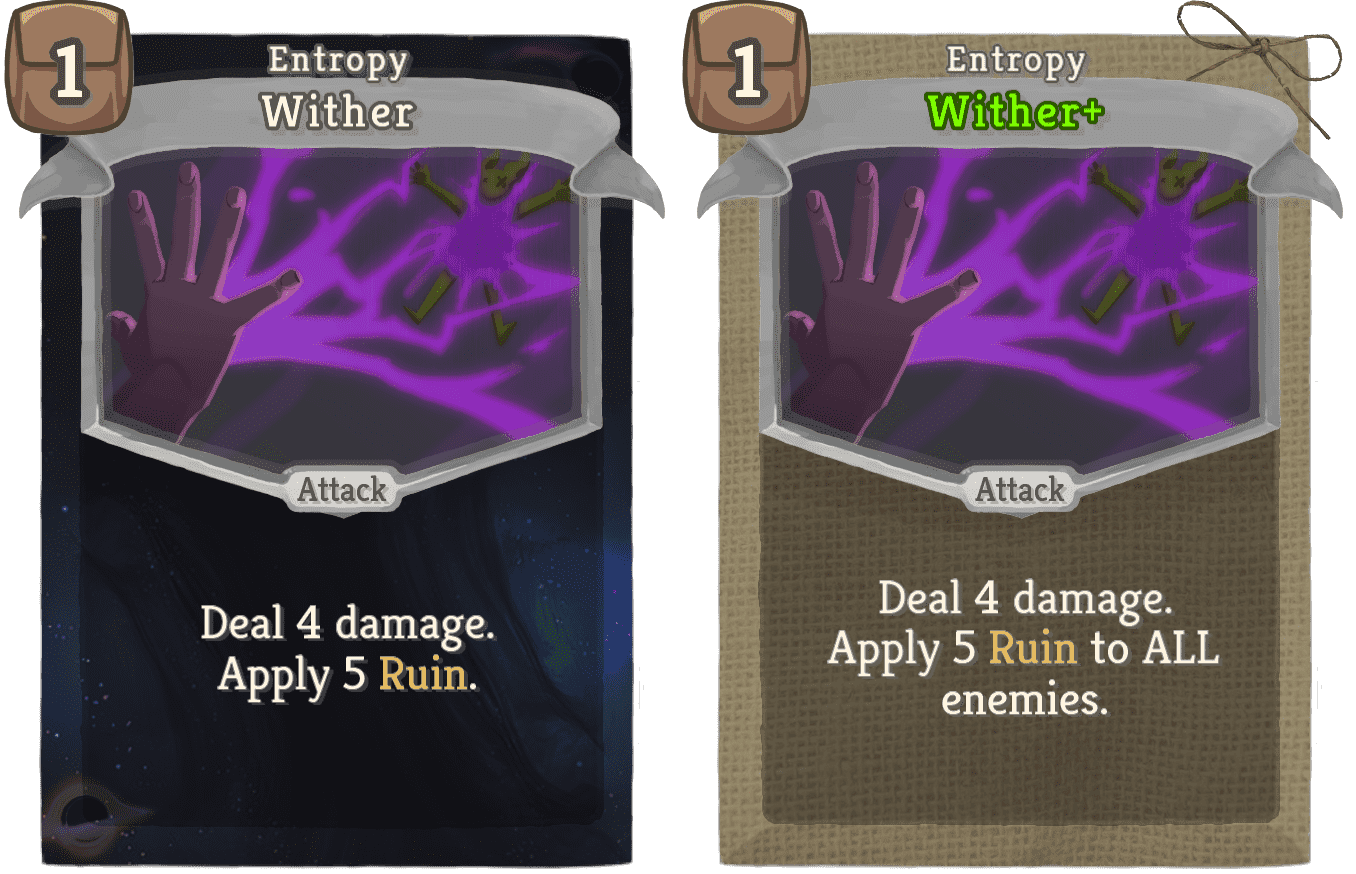 1
Entropy
Wither
Attack
Deal 4 damage.
Apply 5 Ruin.
1
Entropy
Wither+
Attack
Deal 4 damage.
Apply 5 Ruin to ALL
enemies.